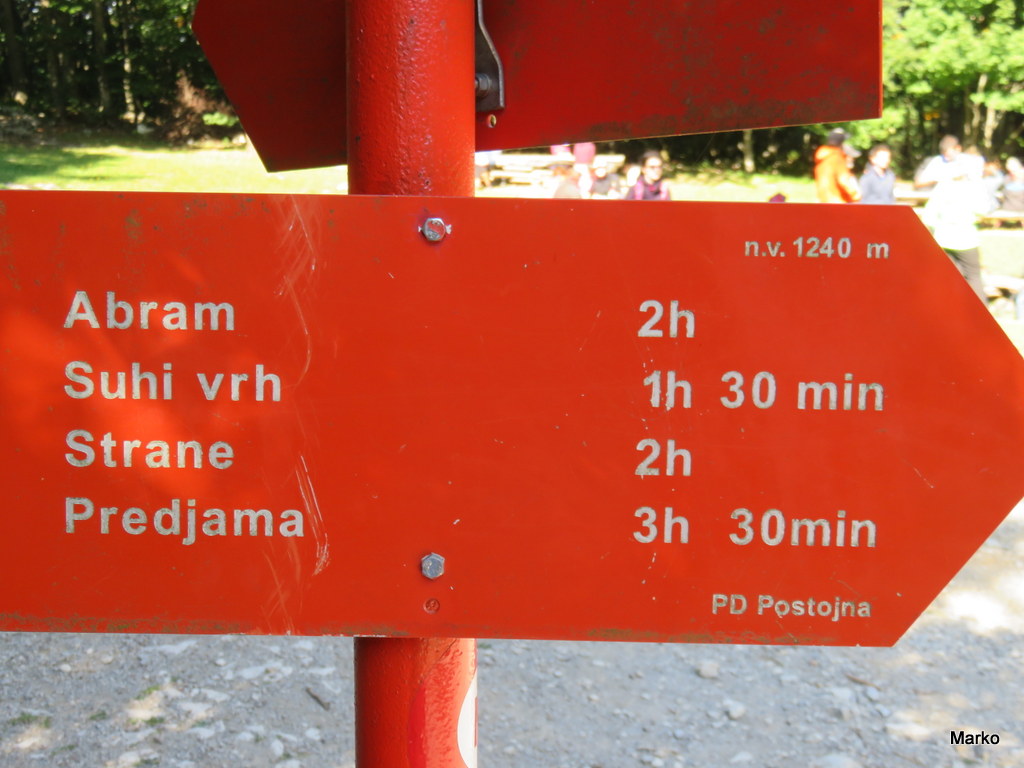 n.v. 1240 m
Abram 2h
Suhi vrh 1h 30 min
Strane 2h
Predjama 3h 30min
PD Postojna
Marko